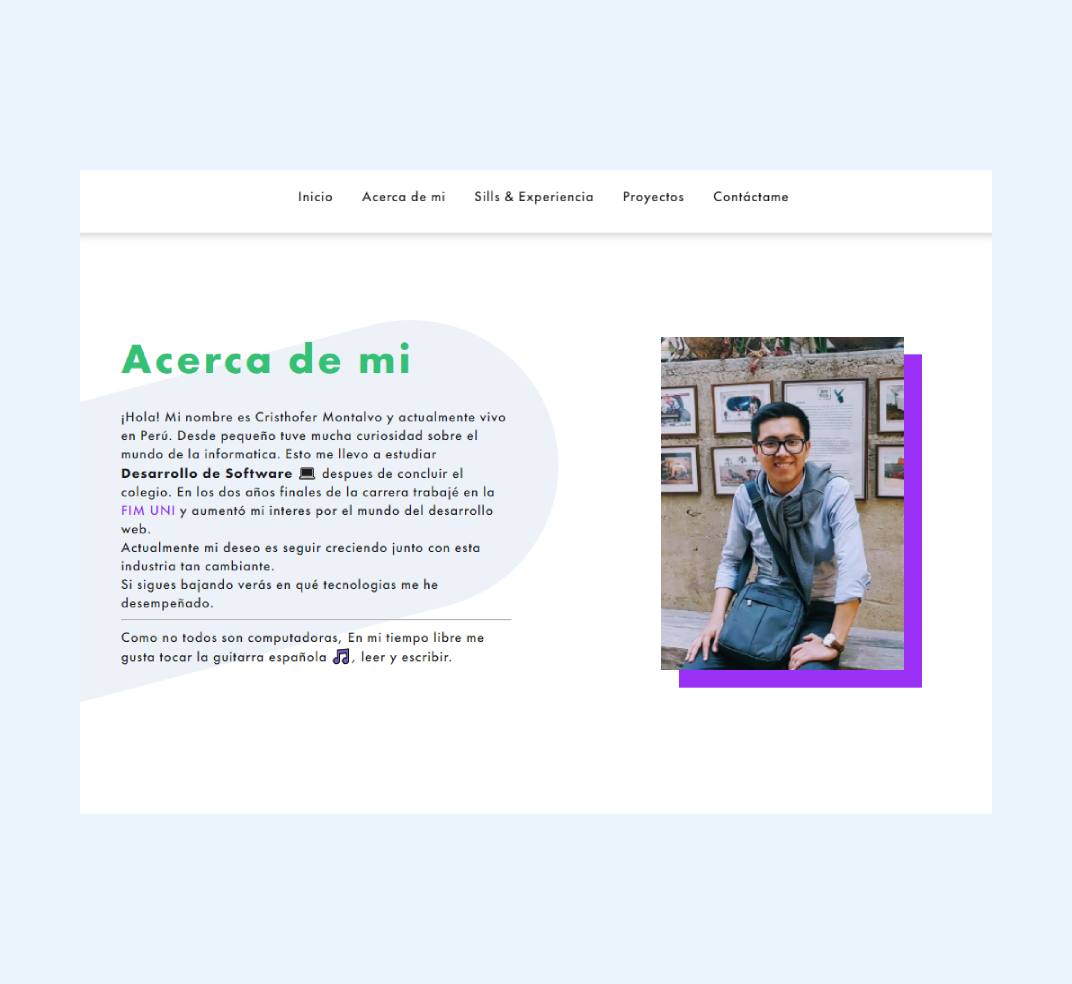 Inicio Acerca de mi Sills & Experiencia Proyectos Contáctame
Acerca de mi
¡Hola! Mi nombre es Cristhofer Montalvo y actualmente vivo
en Perú. Desde pequeño tuve mucha curiosidad sobre el
mundo de la informatica. Esto me llevo a estudiar
Desarrollo de Software 💻 despues de concluir el
colegio. En los dos años finales de la carrera trabajé en la
FIM UNI y aumentó mi interes por el mundo del desarrollo
web.
Actualmente mi deseo es seguir creciendo junto con esta
industria tan cambiante.
Si sigues bajando verás en qué tecnologias me he
desempeñado.
Como no todos son computadoras, En mi tiempo libre me
gusta tocar la guitarra española 🎵, leer y escribir.